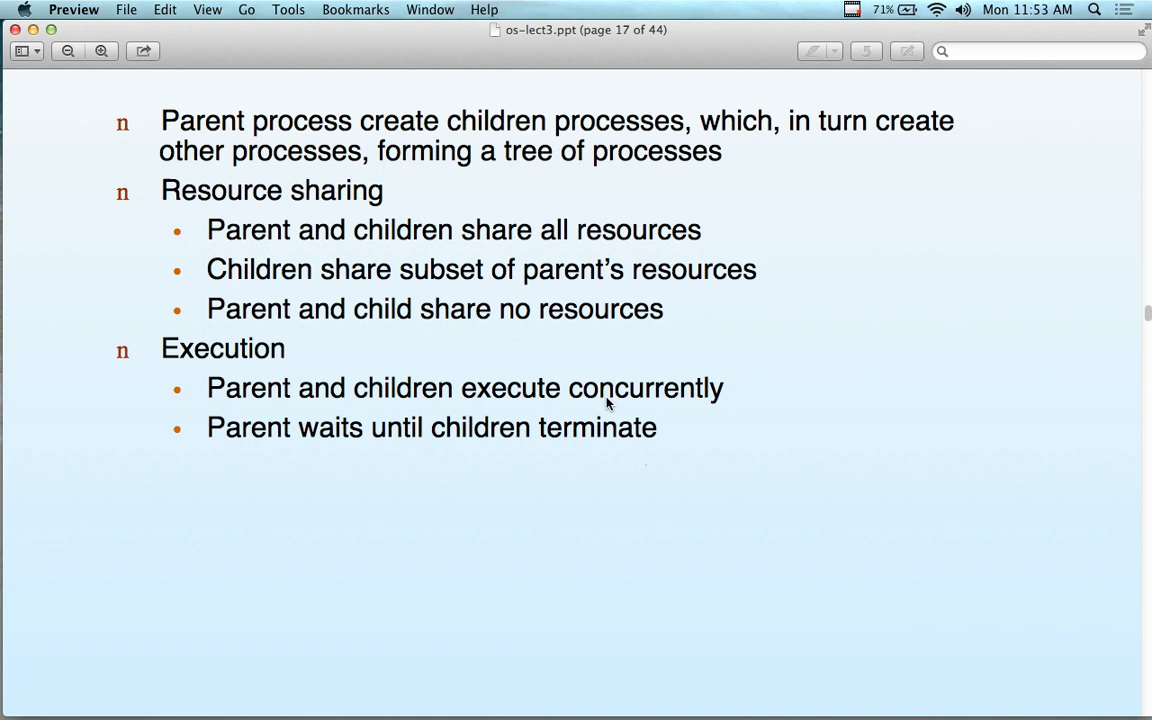 Preview File Edit View Go Tools Bookmarks Window Help 71% Mon 11:53 AM
os-lect3.ppt (page 17 of 44)
n Parent process create children processes, which, in turn create
other processes, forming a tree of processes
n Resource sharing
• Parent and children share all resources
• Children share subset of parent’s resources
• Parent and child share no resources
n Execution
• Parent and children execute concurrently
• Parent waits until children terminate